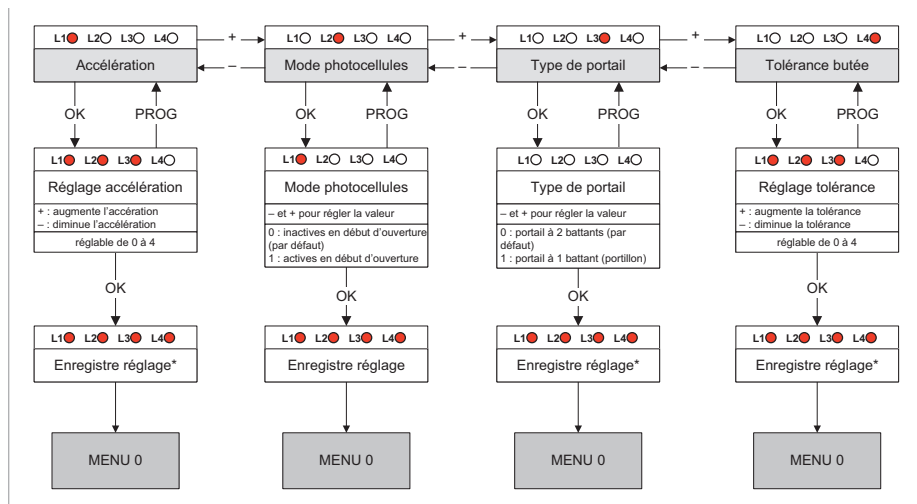 L1 L2 L3 L4
+
L1 L2 L3 L4
+
L1 L2 L3 L4
+
L1 L2 L3 L4
Accélération
–
Mode photocellules
–
Type de portail
–
Tolérance butée
OK
PROG
OK
PROG
OK
PROG
OK
PROG
L1 L2 L3 L4
Réglage accélération
+ : augmente l'accération
– : diminue l'accélération
réglable de 0 à 4
L1 L2 L3 L4
Mode photocellules
– et + pour régler la valeur
0 : inactives en début d'ouverture
(par défaut)
1 : actives en début d'ouverture
L1 L2 L3 L4
Type de portail
– et + pour régler la valeur
0 : portail à 2 battants (par
défaut)
1 : portail à 1 battant (portillon)
L1 L2 L3 L4
Réglage tolérance
+ : augmente la tolérance
– : diminue la tolérance
réglable de 0 à 4
OK
OK
OK
OK
L1 L2 L3 L4
Enregistre réglage*
L1 L2 L3 L4
Enregistre réglage
L1 L2 L3 L4
Enregistre réglage*
L1 L2 L3 L4
Enregistre réglage*
MENU 0
MENU 0
MENU 0
MENU 0